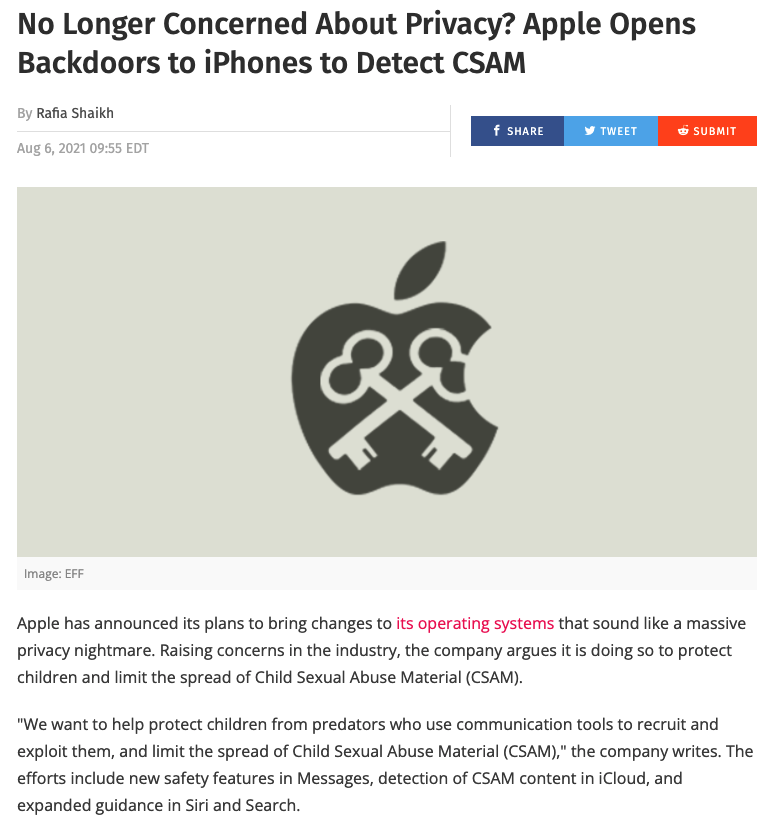 No Longer Concerned About Privacy? Apple Opens
Backdoors to iPhones to Detect CSAM
By Rafia Shaikh
Aug 6, 2021 09:55 EDT
SHARE
TWEET
SUBMIT
Image: EFF
Apple has announced its plans to bring changes to its operating systems that sound like a massive
privacy nightmare. Raising concerns in the industry, the company argues it is doing so to protect
children and limit the spread of Child Sexual Abuse Material (CSAM).
"We want to help protect children from predators who use communication tools to recruit and
exploit them, and limit the spread of Child Sexual Abuse Material (CSAM)," the company writes. The
efforts include new safety features in Messages, detection of CSAM content in iCloud, and
expanded guidance in Siri and Search.